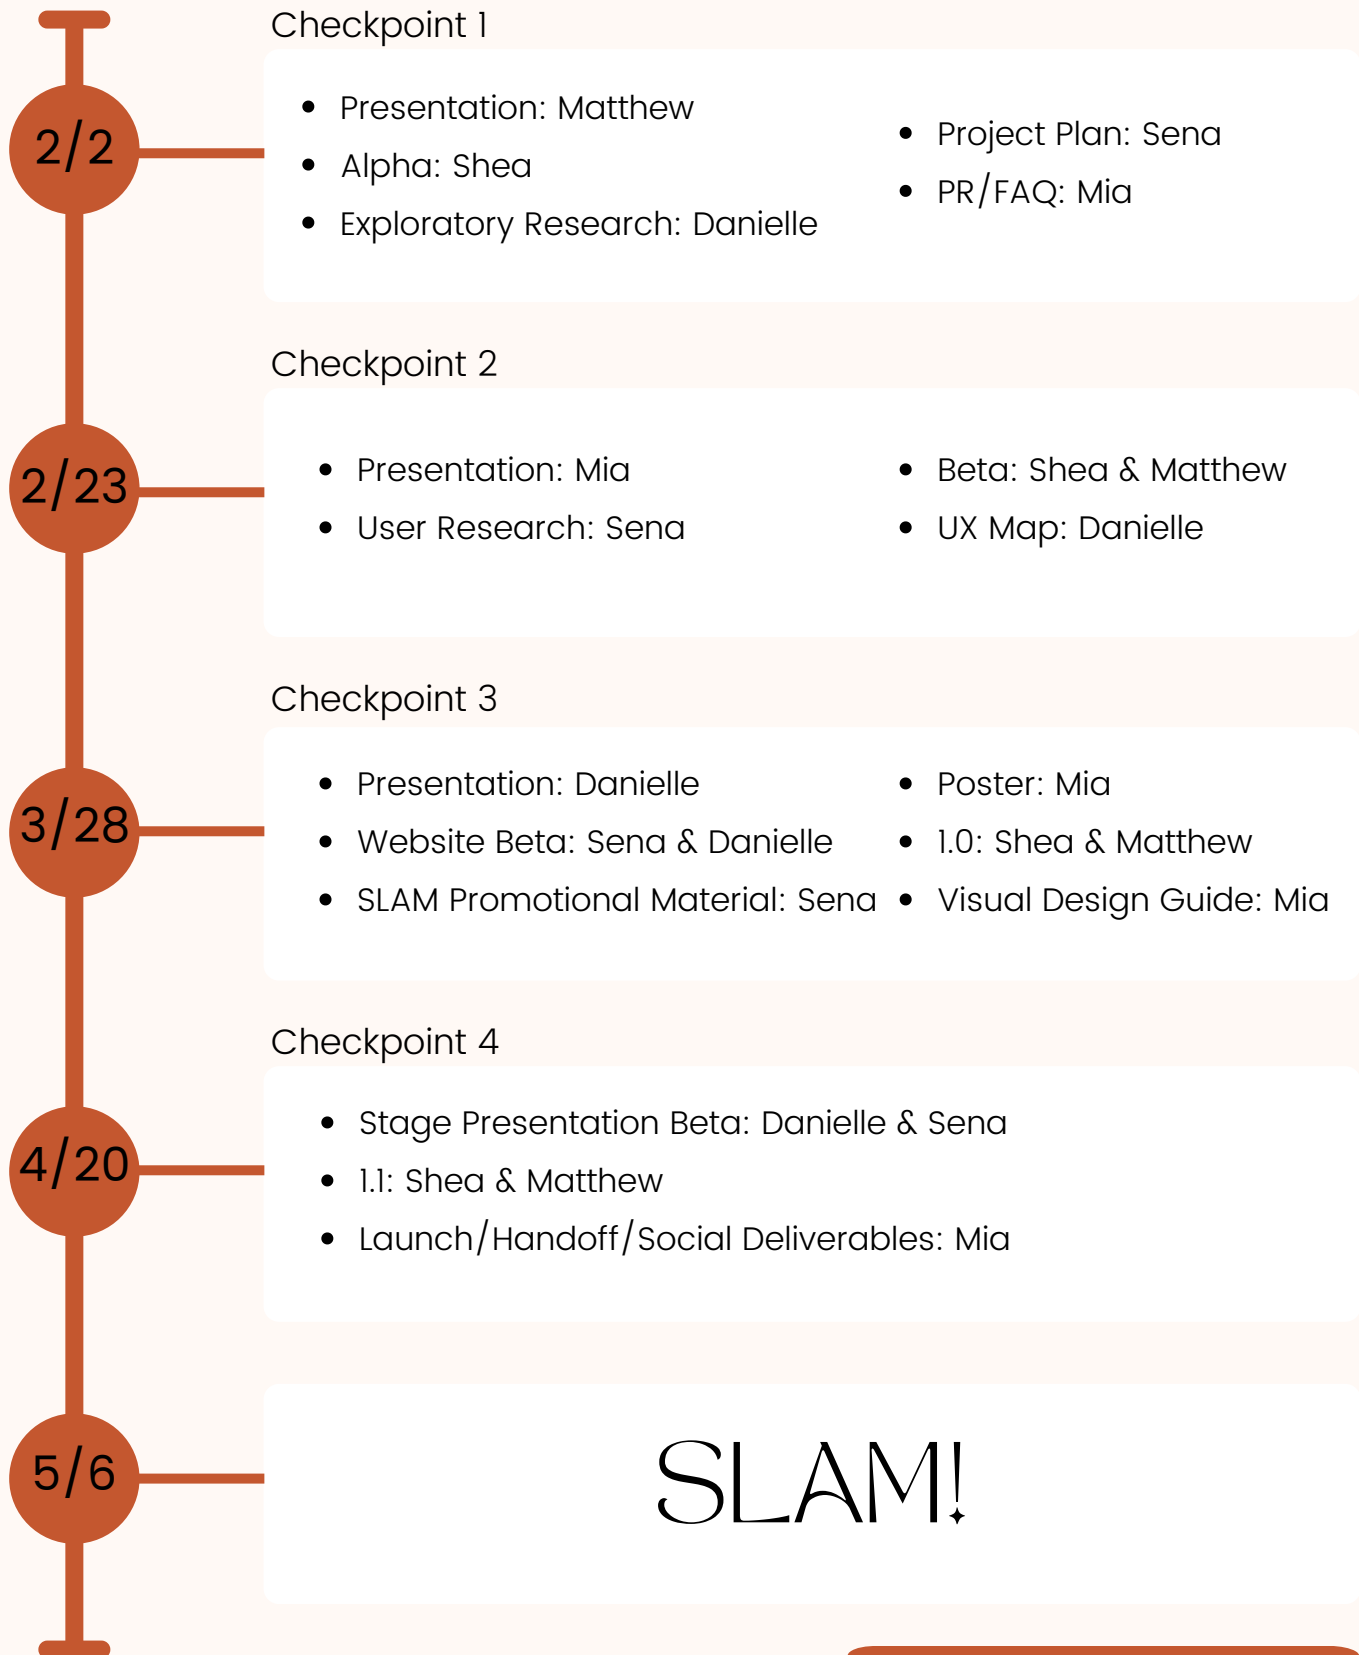 Checkpoint 1
2/2
Presentation: Matthew
Alpha: Shea
Exploratory Research: Danielle
Project Plan: Sena
PR/FAQ: Mia
Checkpoint 2
2/23
Presentation: Mia
User Research: Sena
Beta: Shea & Matthew
UX Map: Danielle
Checkpoint 3
3/28
Presentation: Danielle
Website Beta: Sena & Danielle
SLAM Promotional Material: Sena
Poster: Mia
1.0: Shea & Matthew
Visual Design Guide: Mia
Checkpoint 4
4/20
Stage Presentation Beta: Danielle & Sena
1.1: Shea & Matthew
Launch/Handoff/Social Deliverables: Mia
5/6
SLAM!